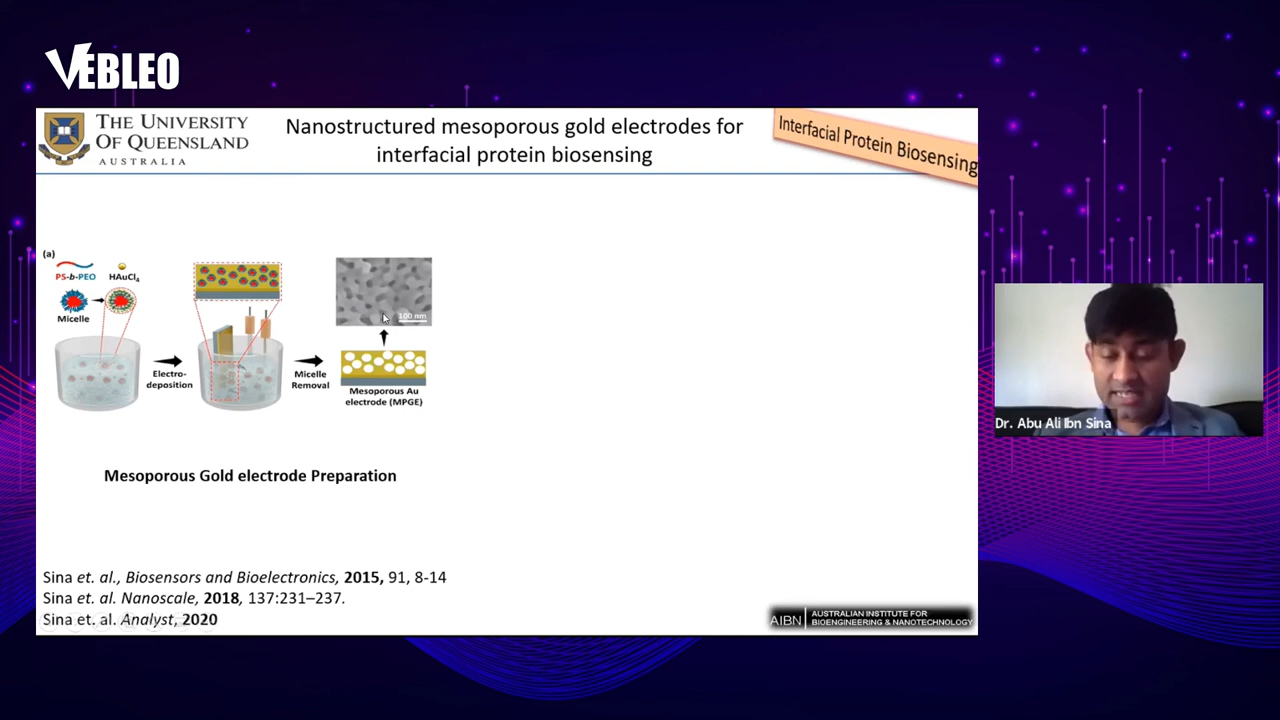 VEBLEO
THE UNIVERSITY
OF QUEENSLAND
AUSTRALIA
Nanostructured mesoporous gold electrodes for
interfacial protein biosensing
Interfacial Protein Biosensing
(a)
PS-b-PEO
HAuCl4
Micelle
Electro-
deposition
Micelle
Removal
100 nm
Mesoporous Au
electrode (MPGE)
Mesoporous Gold electrode Preparation
Sina et. al., Biosensors and Bioelectronics, 2015, 91, 8-14
Sina et. al. Nanoscale, 2018, 137:231–237.
Sina et. al. Analyst, 2020
AIBN
AUSTRALIAN INSTITUTE FOR
BIOENGINEERING & NANOTECHNOLOGY
Dr. Abu Ali Ibn Sina